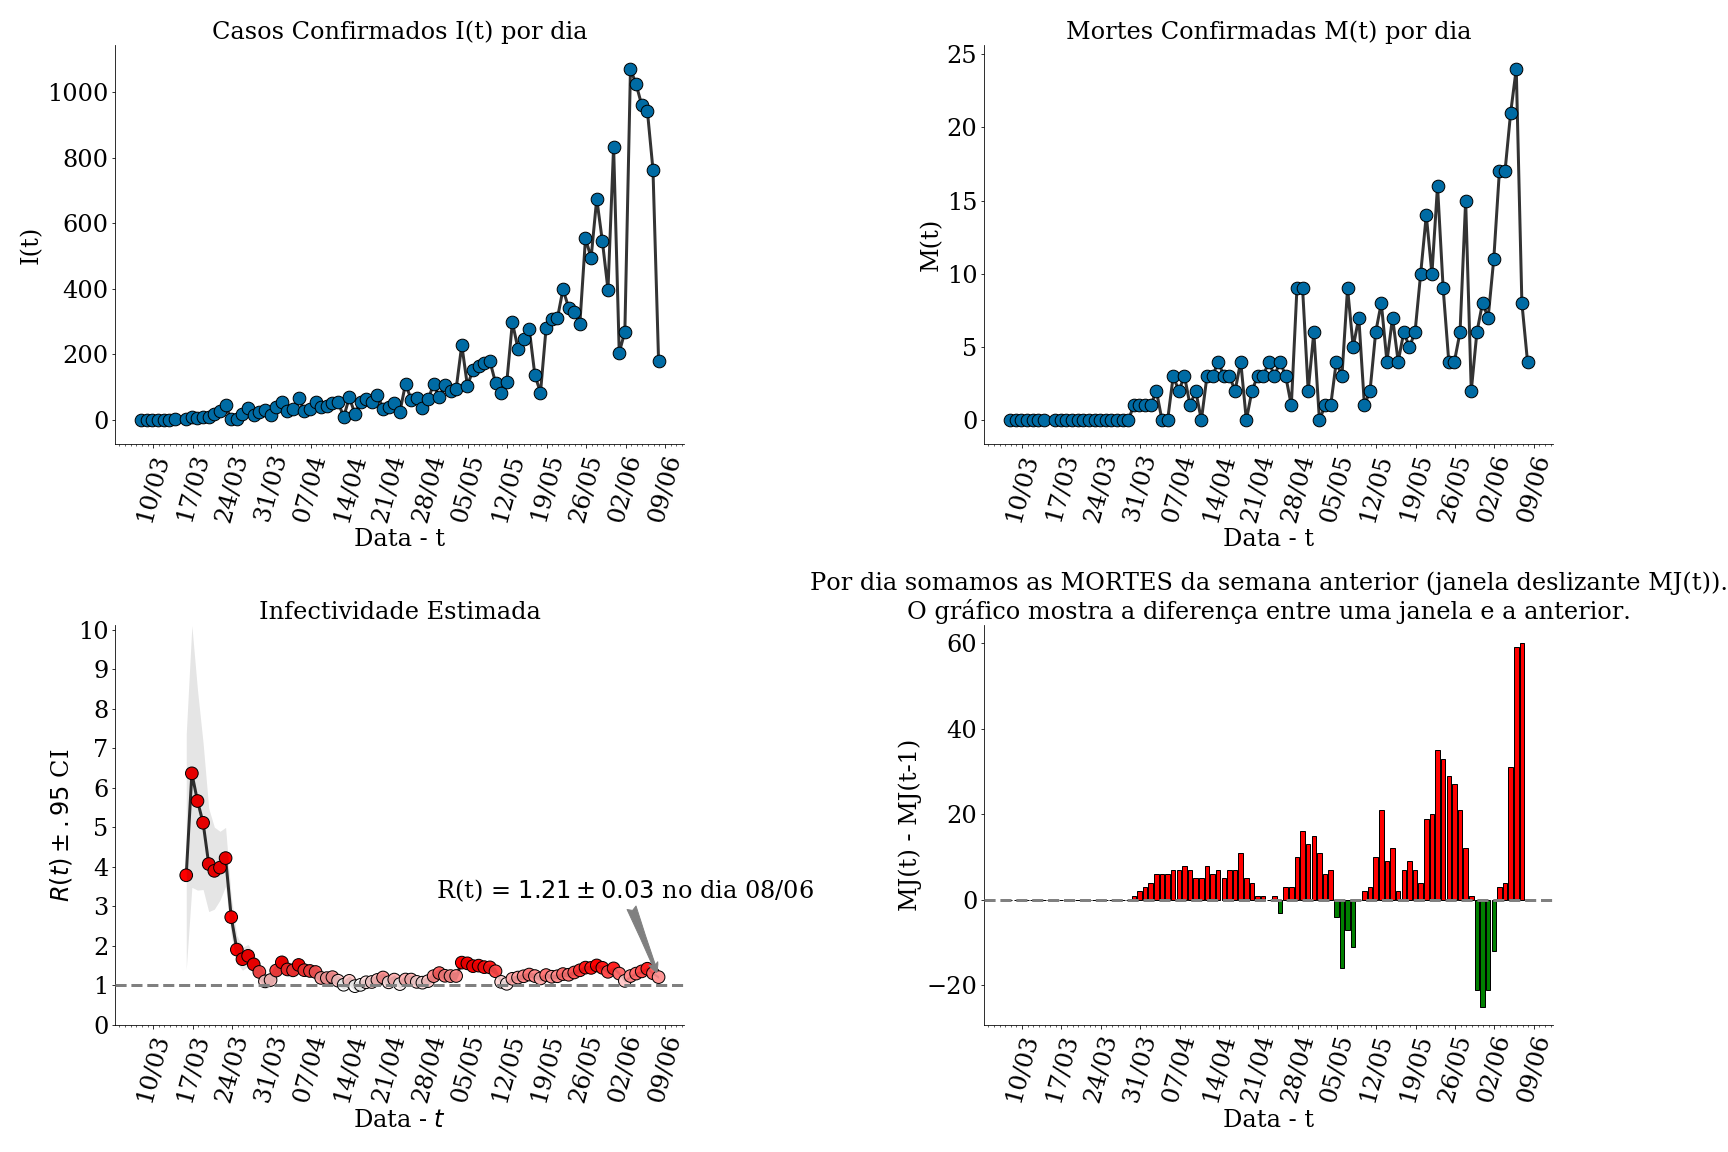 Casos Confirmados I(t) por dia
I(t)
1000
800
600
400
200
0
10/03 17/03 24/03 31/03 07/04 14/04 21/04 28/04 05/05 12/05 19/05 26/05 02/06 09/06
Data - t
Mortes Confirmadas M(t) por dia
M(t)
25
20
15
10
5
0
10/03 17/03 24/03 31/03 07/04 14/04 21/04 28/04 05/05 12/05 19/05 26/05 02/06 09/06
Data - t
Infectividade Estimada
R(t) ± .95 CI
10
9
8
7
6
5
4
3
2
1
0
R(t) = 1.21 ± 0.03 no dia 08/06
10/03 17/03 24/03 31/03 07/04 14/04 21/04 28/04 05/05 12/05 19/05 26/05 02/06 09/06
Data - t
Por dia somamos as MORTES da semana anterior (janela deslizante MJ(t)).
O gráfico mostra a diferença entre uma janela e a anterior.
MJ(t) - MJ(t-1)
60
40
20
0
−20
10/03 17/03 24/03 31/03 07/04 14/04 21/04 28/04 05/05 12/05 19/05 26/05 02/06 09/06
Data - t